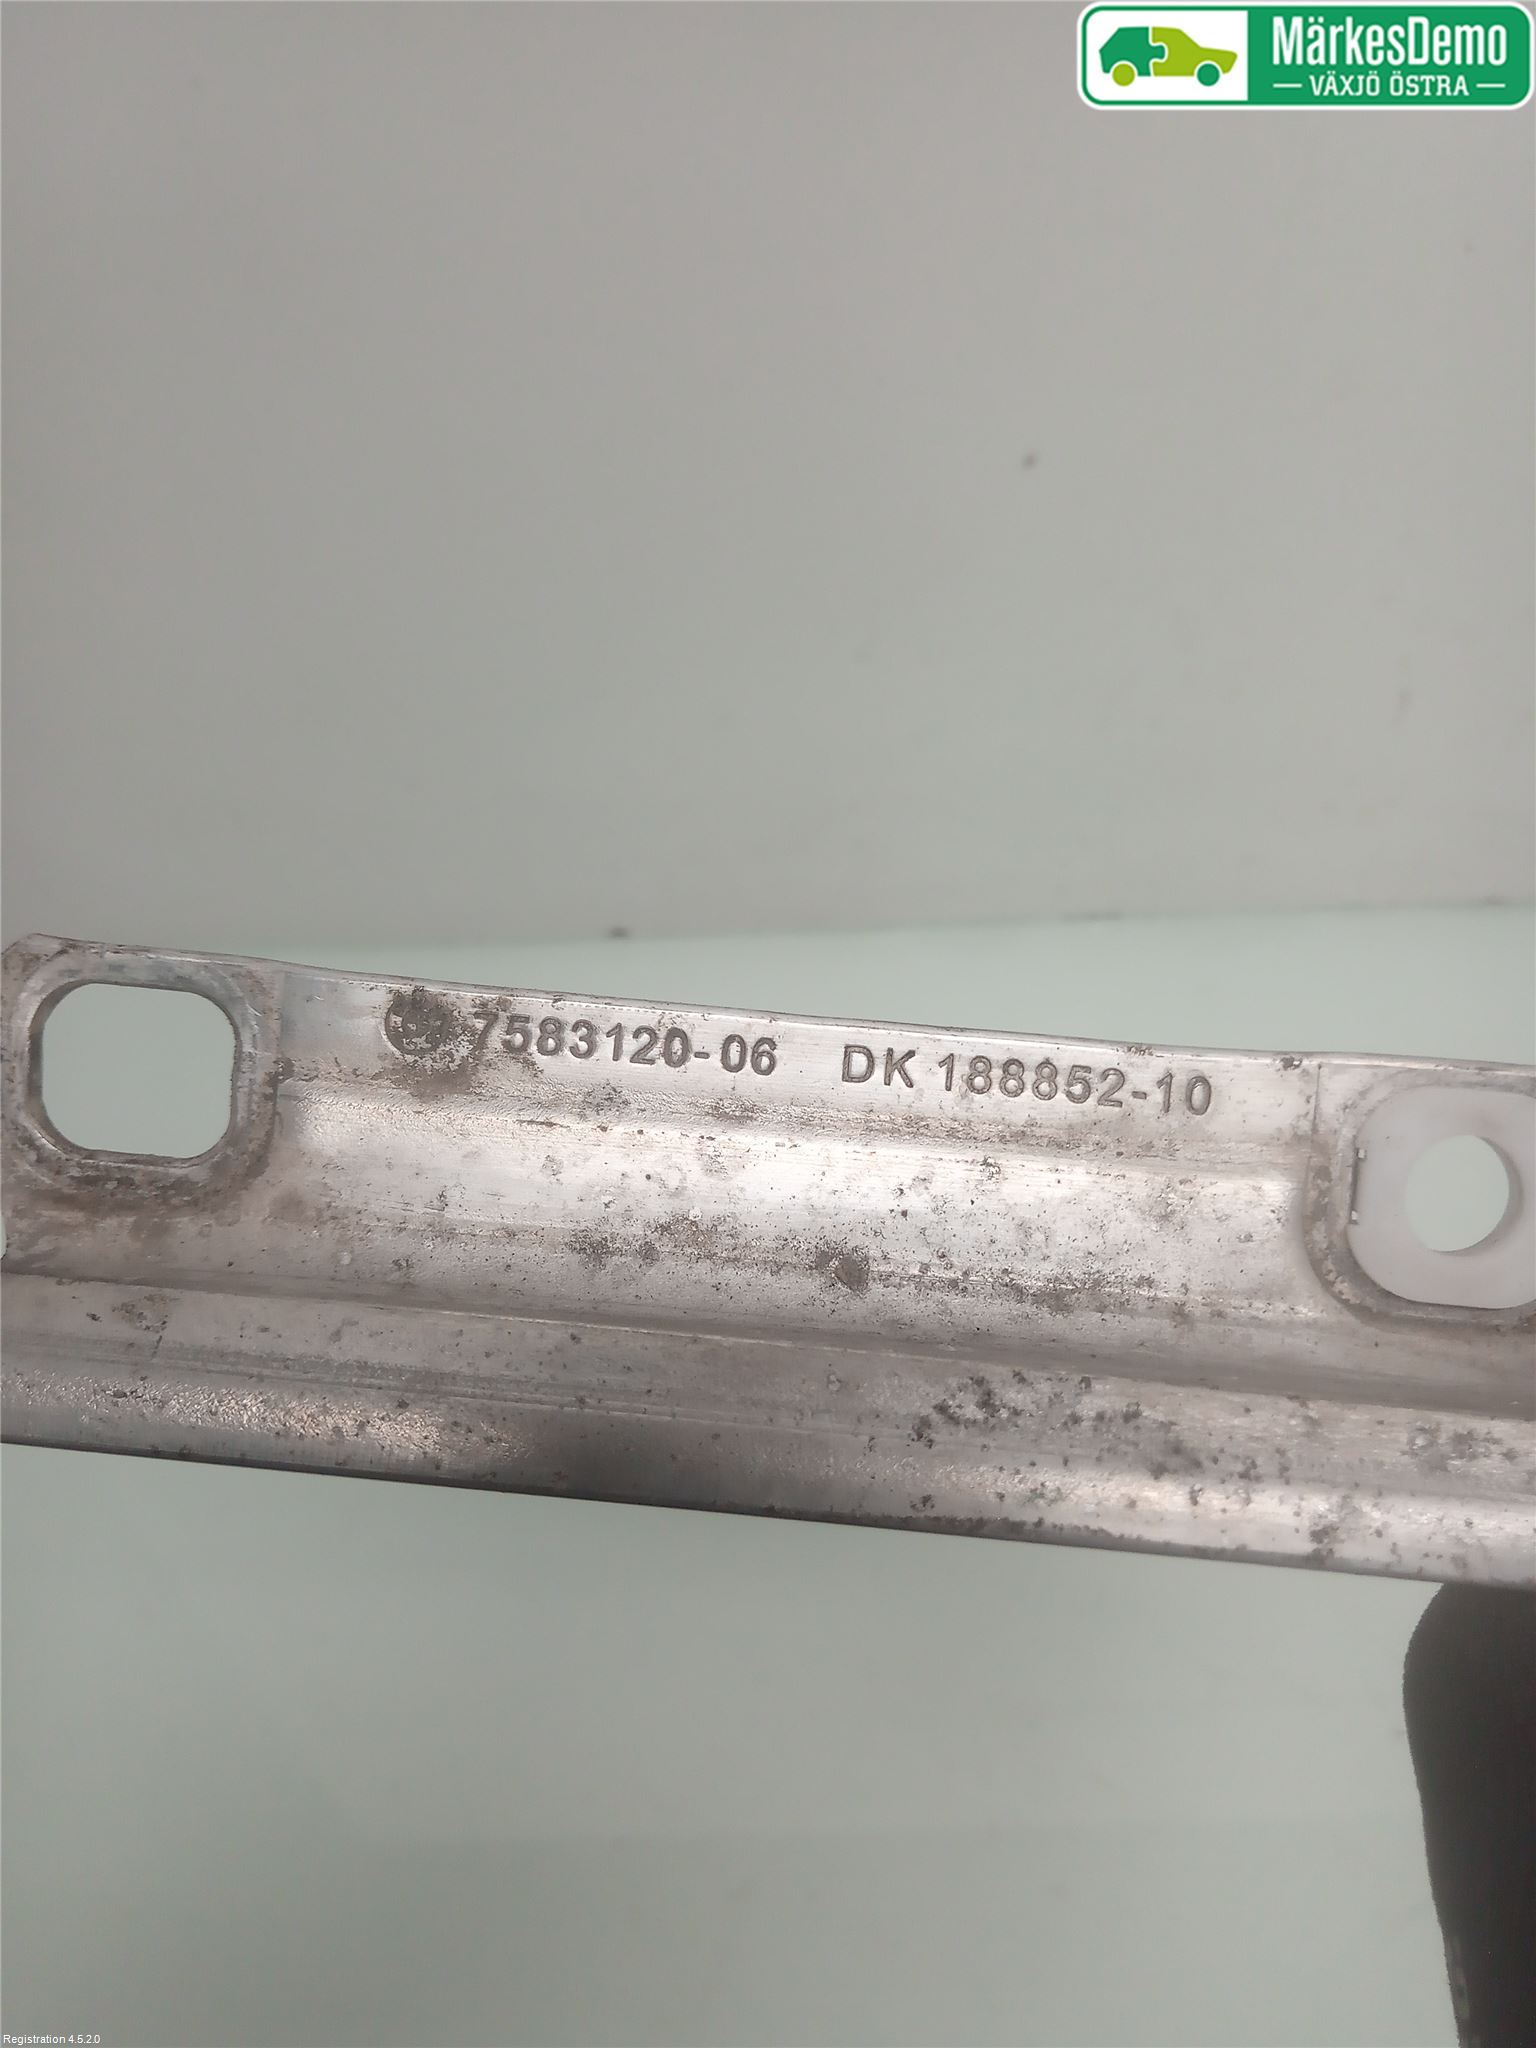 MärkesDemo
VÄXJÖ ÖSTRA
7583120-06 DK 188852-10
Registration 4.5.2.0